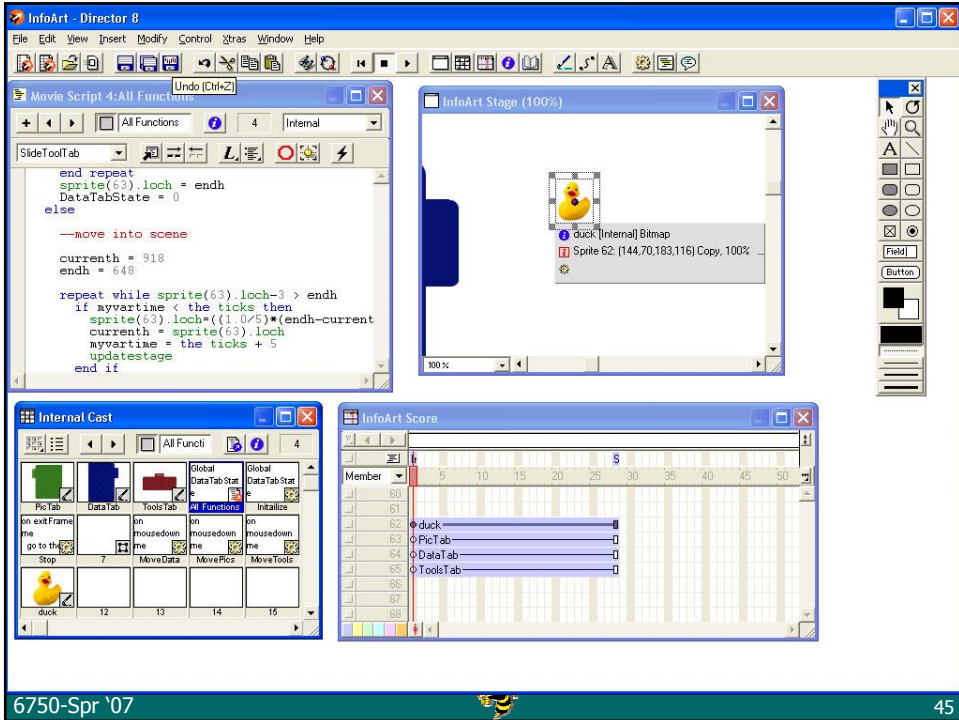 InfoArt - Director 8
File Edit View Insert Modify Control Xtras Window Help
Undo (Ctrl+Z)
Movie Script 4:All Functions
All Functions 4 Internal
SlideToolTab
end repeat
sprite(63).loch = endh
DataTabState = 0
else
--move into scene
currenth = 918
endh = 648
repeat while sprite(63).loch-3 > endh
if myvartime < the ticks then
sprite(63).loch=((1.0/5)*(endh-current
currenth = sprite(63).loch
myvartime = the ticks + 5
updatestage
end if
InfoArt Stage (100%)
duck [Internal] Bitmap
Sprite 62: (144,70,183,116) Copy, 100% ...
100 %
A
Field
Button
Internal Cast
All Functi 4
Global DataTabStat e
Global DataTabStat e
PicTab DataTab ToolsTab All Functions Initailize
on exitFrame me go to the
on mousedown me
on mousedown me
on mousedown me
Stop 7 MoveData MovePics MoveTools
duck 12 13 14 15
InfoArt Score
S
Member 5 10 15 20 25 30 35 40 45 50
60
61
62 duck
63 PicTab
64 DataTab
65 ToolsTab
66
67
68
6750-Spr ‘07 45